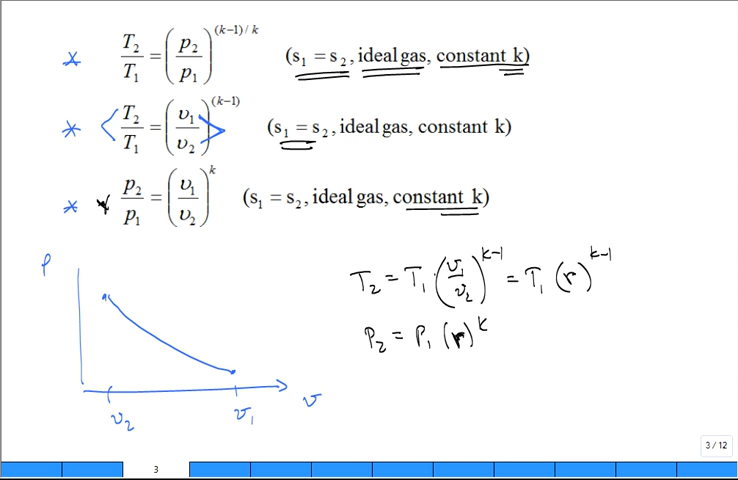 * T₂/T₁ = (p₂/p₁)^(k−1)/k (s₁ = s₂, ideal gas, constant k)
* T₂/T₁ = (υ₁/υ₂)^(k−1) (s₁ = s₂, ideal gas, constant k)
* p₂/p₁ = (υ₁/υ₂)^k (s₁ = s₂, ideal gas, constant k)
P
T₂ = T₁ (υ₁/υ₂)^k-1 = T₁ (r)^k-1
P₂ = P₁ (r)^k
υ₂ υ₁ υ
3 / 12
3